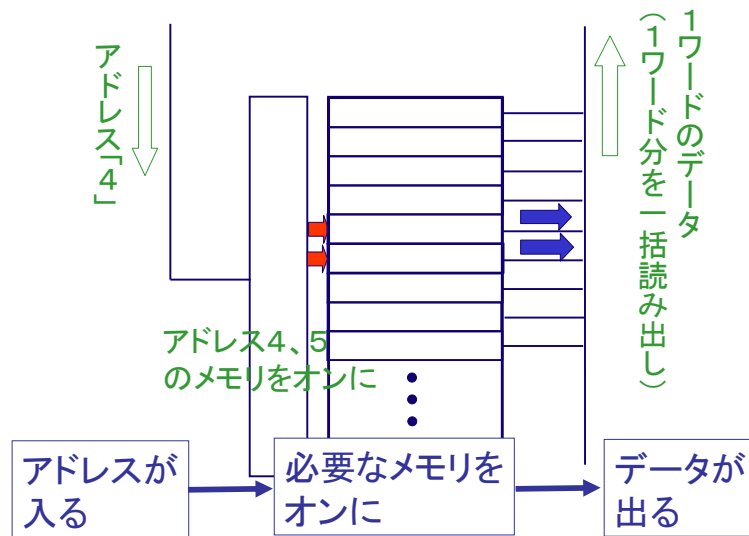 アドレス「４」
１ワードのデータ
（１ワード分を一括読み出し）
アドレス４、５
のメモリをオンに
アドレスが
入る
必要なメモリを
オンに
データが
出る